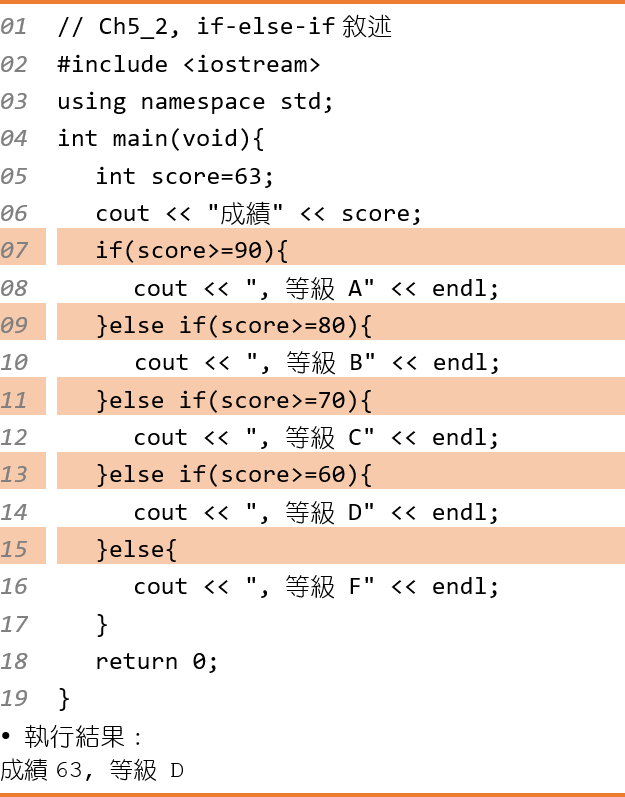 01 // Ch5_2, if-else-if 敘述
02 #include <iostream>
03 using namespace std;
04 int main(void){
05 int score=63;
06 cout << "成績" << score;
07 if(score>=90){
08 cout << ", 等級 A" << endl;
09 }else if(score>=80){
10 cout << ", 等級 B" << endl;
11 }else if(score>=70){
12 cout << ", 等級 C" << endl;
13 }else if(score>=60){
14 cout << ", 等級 D" << endl;
15 }else{
16 cout << ", 等級 F" << endl;
17 }
18 return 0;
19 }
• 執行結果：
成績 63, 等級 D